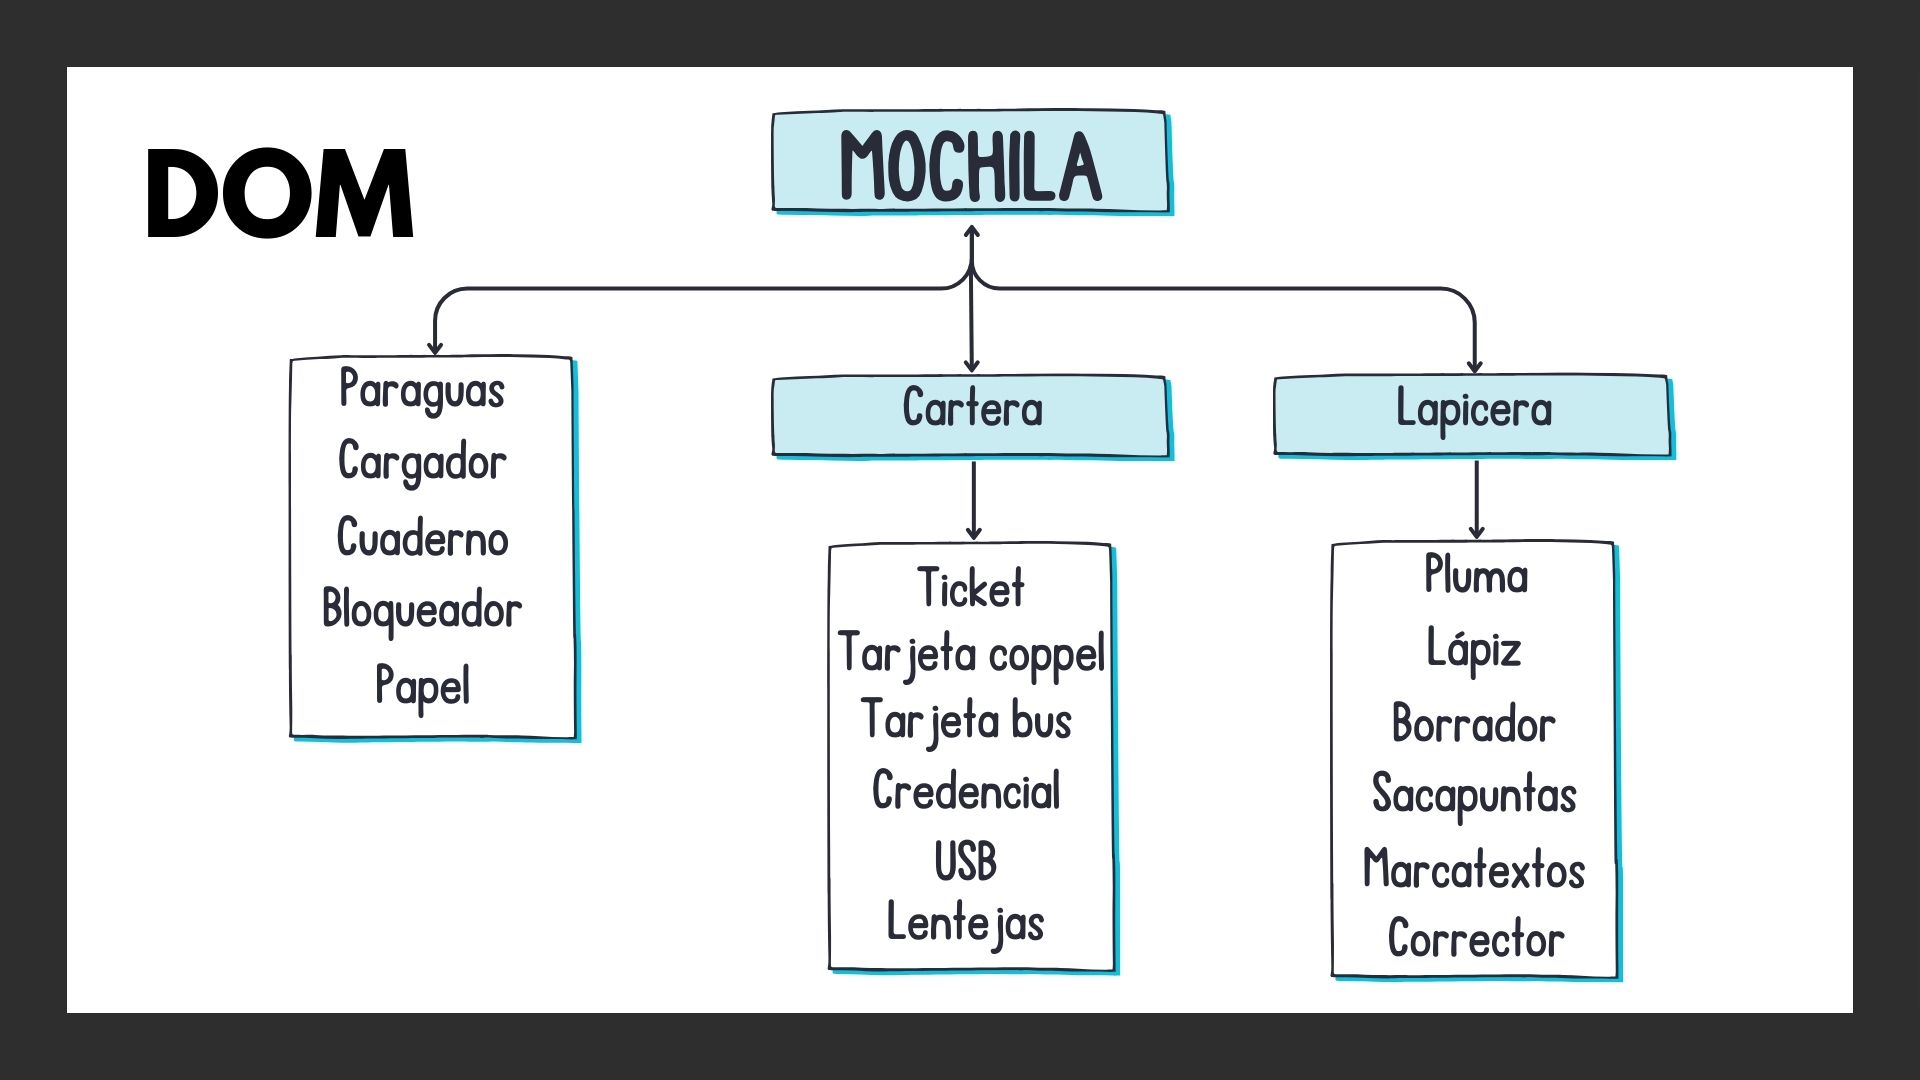 DOM
MOCHILA
Paraguas
Cargador
Cuaderno
Bloqueador
Papel
Cartera
Ticket
Tarjeta coppel
Tarjeta bus
Credencial
USB
Lentejas
Lapicera
Pluma
Lápiz
Borrador
Sacapuntas
Marcatextos
Corrector